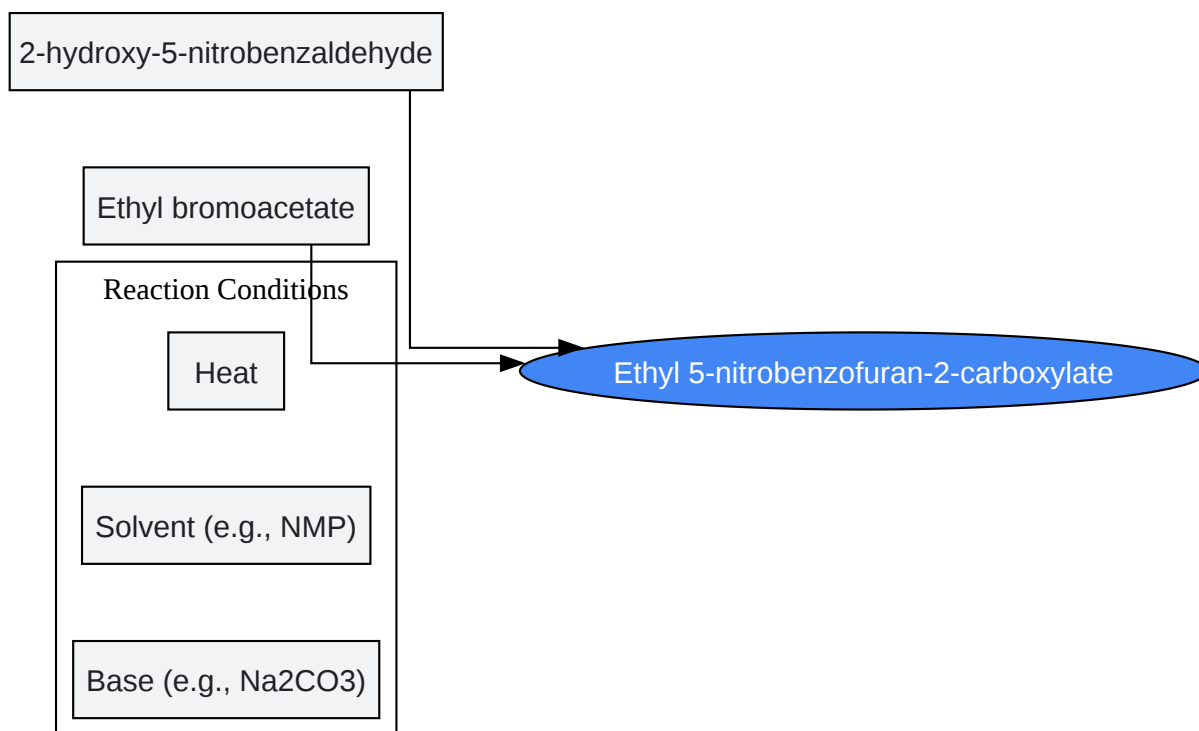 2-hydroxy-5-nitrobenzaldehyde
Ethyl bromoacetate
Reaction Conditions
Heat
Ethyl 5-nitrobenzofuran-2-carboxylate
Solvent (e.g., NMP)
Base (e.g., Na2CO3)